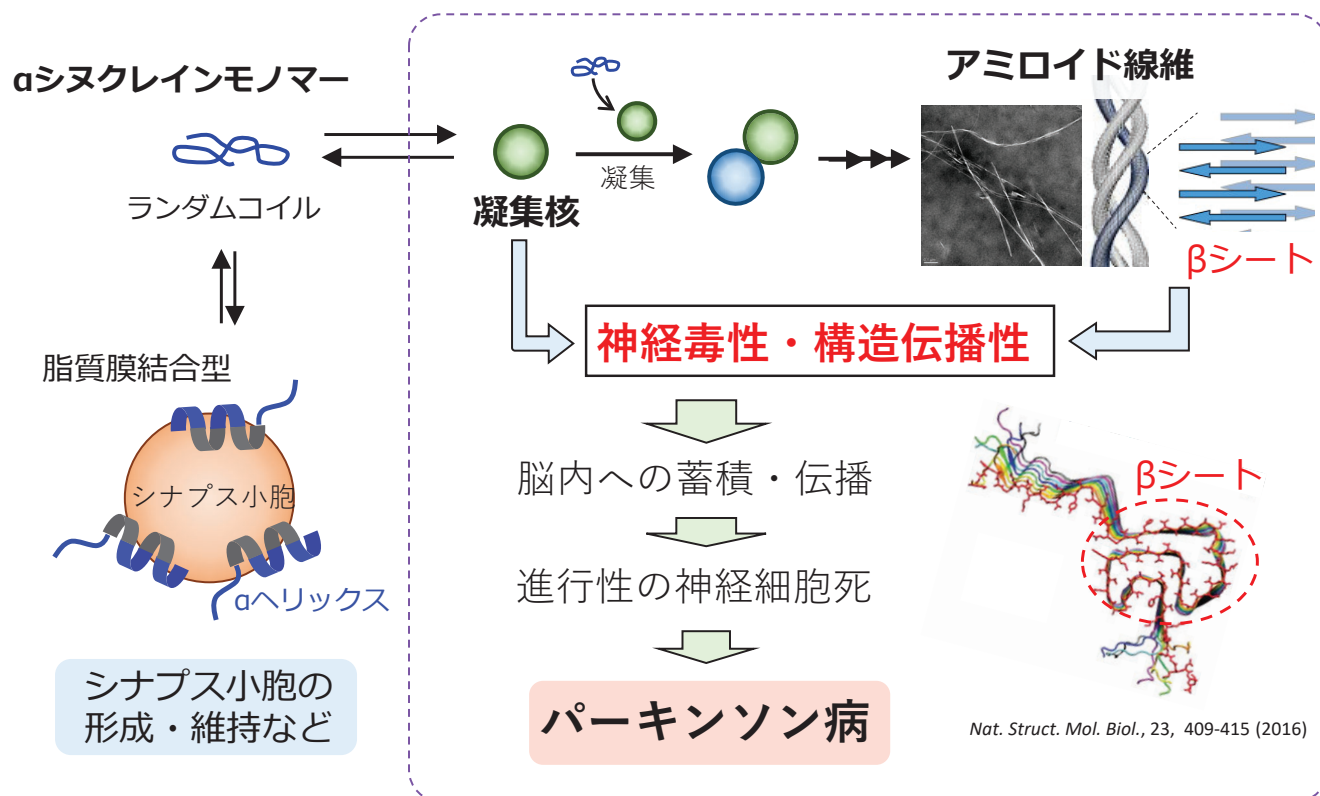 αシヌクレインモノマー
ランダムコイル
脂質膜結合型
シナプス小胞
αヘリックス
シナプス小胞の
形成・維持など
凝集核
凝集
アミロイド線維
βシート
神経毒性・構造伝播性
脳内への蓄積・伝播
進行性の神経細胞死
パーキンソン病
βシート
Nat. Struct. Mol. Biol., 23, 409-415 (2016)